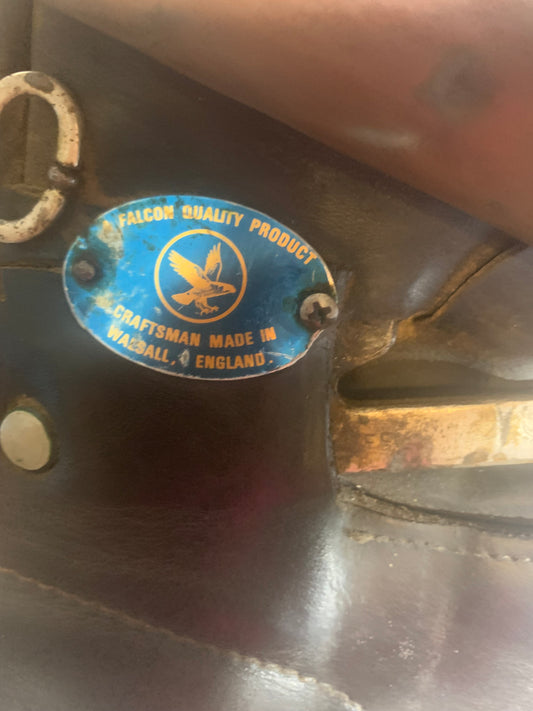 FALCON QUALITY PRODUCT
CRAFTSMAN MADE IN
WALSALL, ENGLAND.